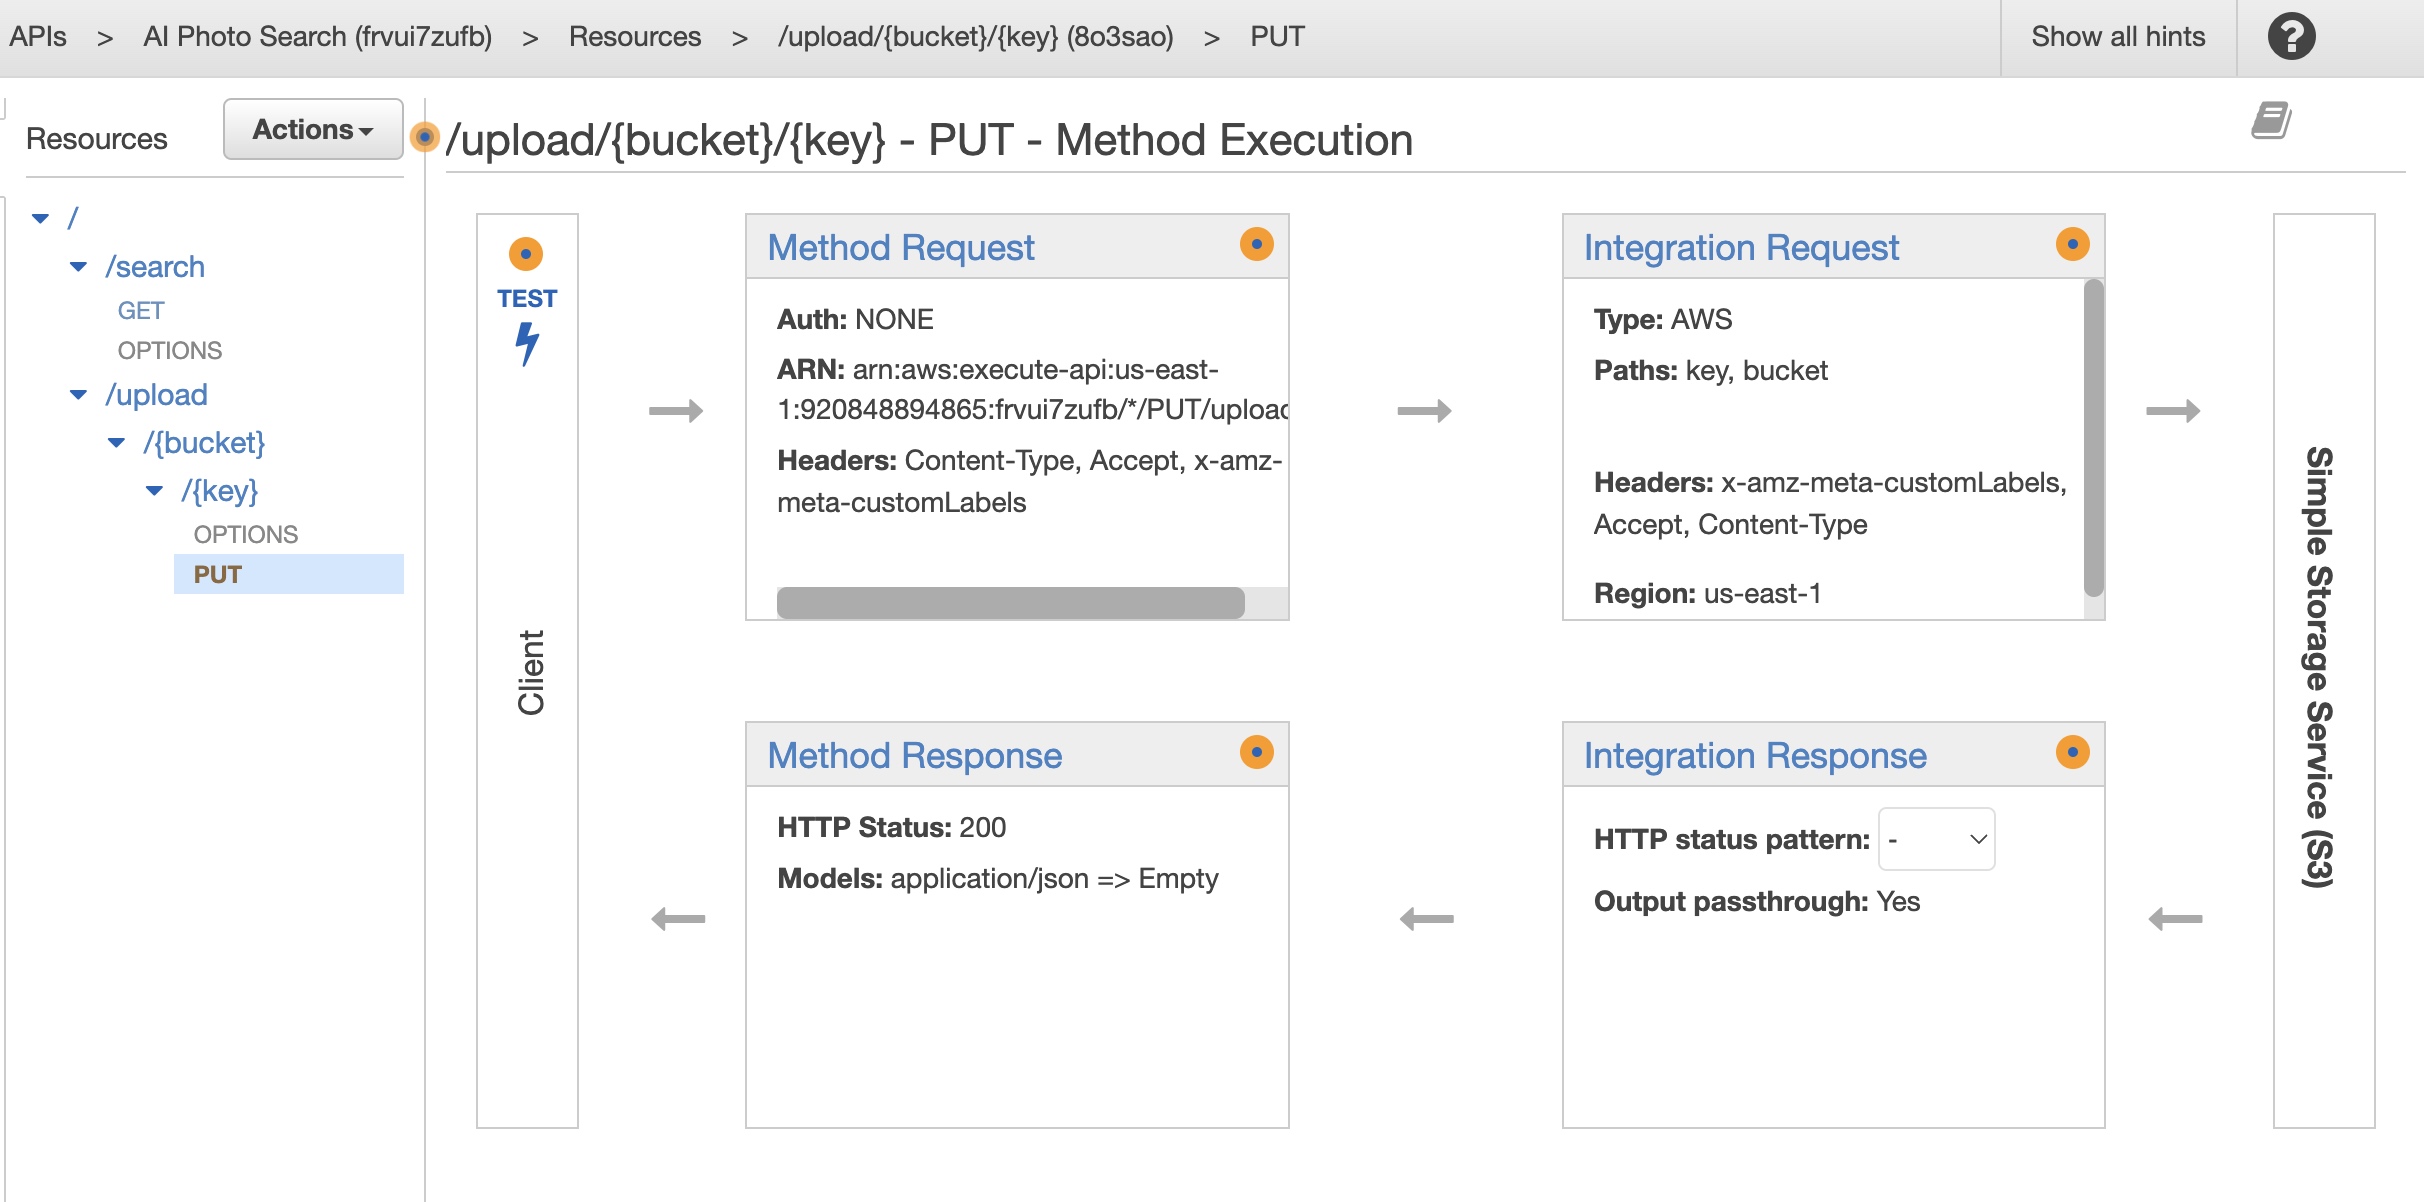 APIs > AI Photo Search (frvui7zufb) > Resources > /upload/{bucket}/{key} (8o3sao) > PUT
Show all hints
?
Resources
Actions
/
/search
GET
OPTIONS
/upload
/{bucket}
/{key}
OPTIONS
PUT
/upload/{bucket}/{key} - PUT - Method Execution
TEST
Client
Method Request
Auth: NONE
ARN: arn:aws:execute-api:us-east-
1:920848894865:frvui7zufb/*/PUT/upload
Headers: Content-Type, Accept, x-amz-
meta-customLabels
Integration Request
Type: AWS
Paths: key, bucket
Headers: x-amz-meta-customLabels,
Accept, Content-Type
Region: us-east-1
Simple Storage Service (S3)
Method Response
HTTP Status: 200
Models: application/json => Empty
Integration Response
HTTP status pattern: -
Output passthrough: Yes